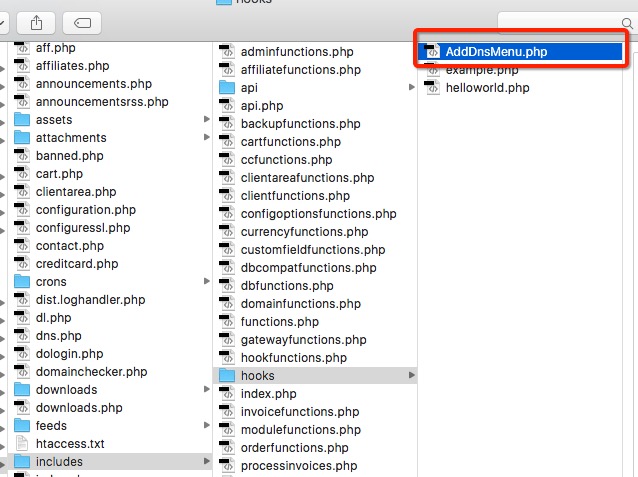 hooks
aff.php
affiliates.php
announcements.php
announcementsrss.php
assets
attachments
banned.php
cart.php
clientarea.php
configuration.php
configuressl.php
contact.php
creditcard.php
crons
dist.loghandler.php
dl.php
dns.php
dologin.php
domainchecker.php
downloads
downloads.php
feeds
htaccess.txt
includes
adminfunctions.php
affiliatefunctions.php
api
api.php
backupfunctions.php
cartfunctions.php
ccfunctions.php
clientareafunctions.php
clientfunctions.php
configoptionsfunctions.php
currencyfunctions.php
customfieldfunctions.php
dbcompatfunctions.php
dbfunctions.php
domainfunctions.php
functions.php
gatewayfunctions.php
hookfunctions.php
hooks
index.php
invoicefunctions.php
modulefunctions.php
orderfunctions.php
processinvoices.php
AddDnsMenu.php
example.php
helloworld.php